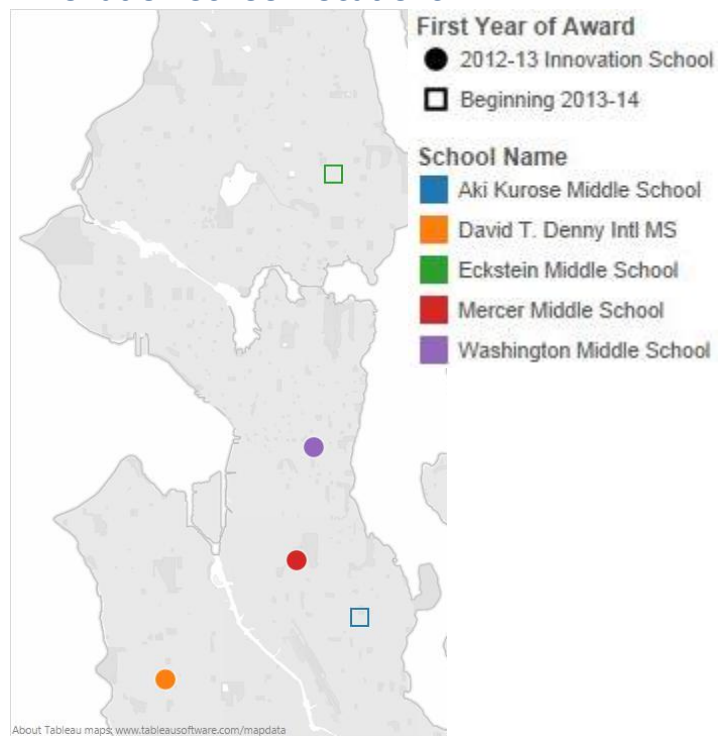 First Year of Award
2012-13 Innovation School
Beginning 2013-14
School Name
Aki Kurose Middle School
David T. Denny Intl MS
Eckstein Middle School
Mercer Middle School
Washington Middle School
About Tableau maps: www.tableausoftware.com/mapdata